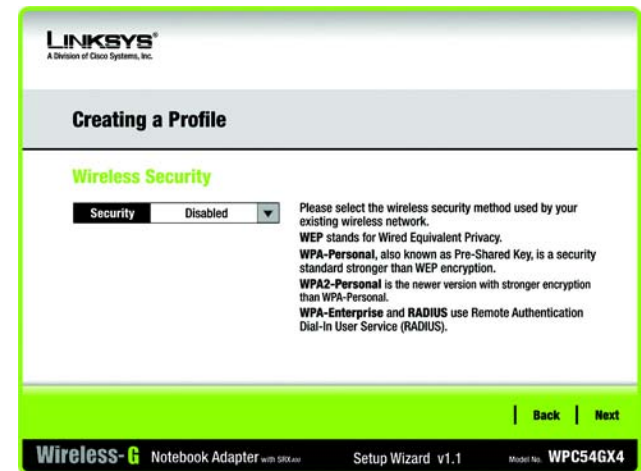 LINKSYS®
A Division of Cisco Systems, Inc.
Creating a Profile
Wireless Security
Security Disabled
Please select the wireless security method used by your
existing wireless network.
WEP stands for Wired Equivalent Privacy.
WPA-Personal, also known as Pre-Shared Key, is a security
standard stronger than WEP encryption.
WPA2-Personal is the newer version with stronger encryption
than WPA-Personal.
WPA-Enterprise and RADIUS use Remote Authentication
Dial-In User Service (RADIUS).
Back Next
Wireless-G Notebook Adapter with SRX400 Setup Wizard v1.1 Model No. WPC54GX4